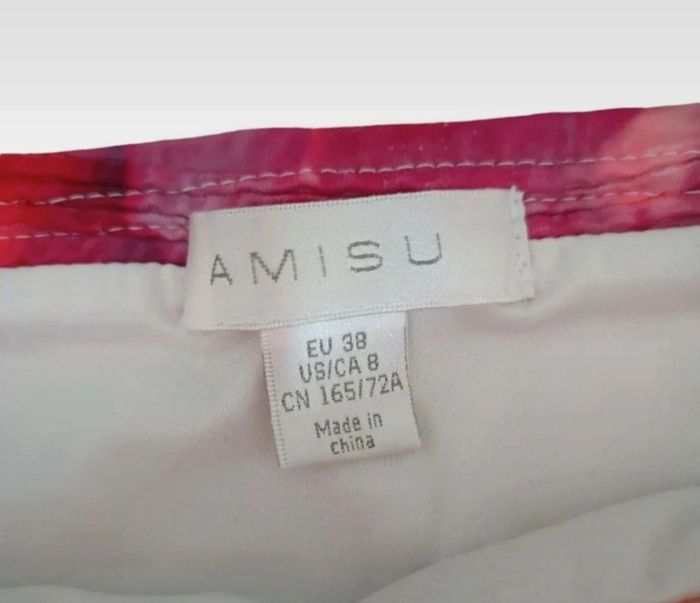 AMISU
EU 38
US/CA 8
CN 165/72A
Made in
china